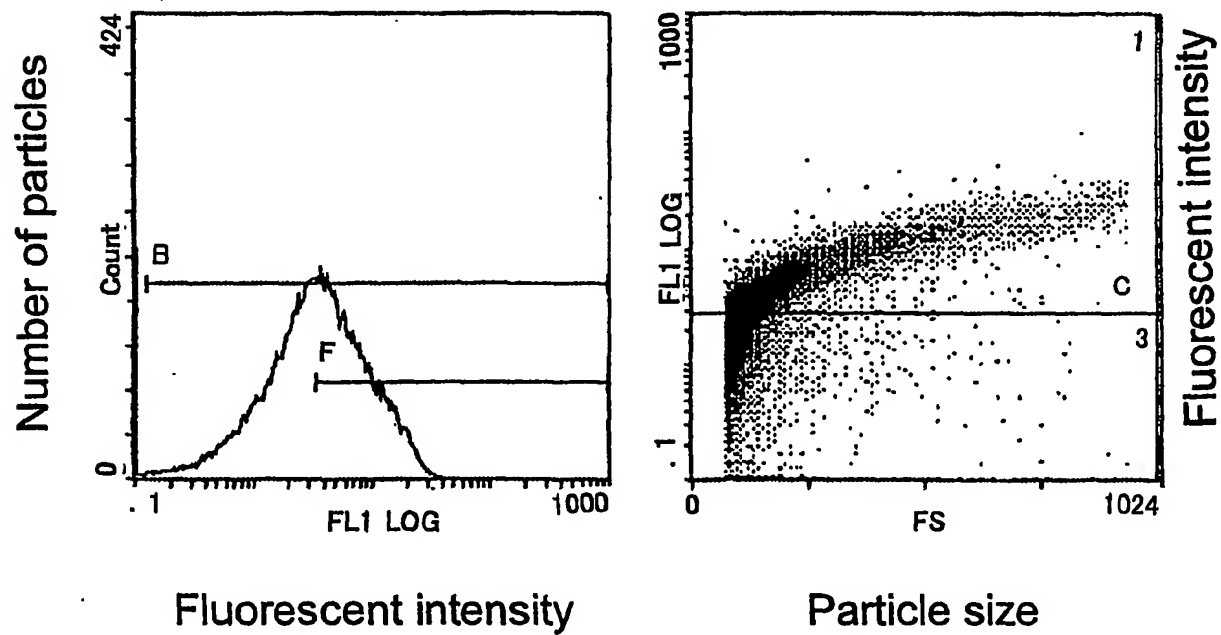 Number of particles
424
Count
0
B
F
.1
1000
FL1 LOG
Fluorescent intensity
1000
FL1 LOG
.1
1
C
3
0
1024
FS
Particle size
Fluorescent intensity